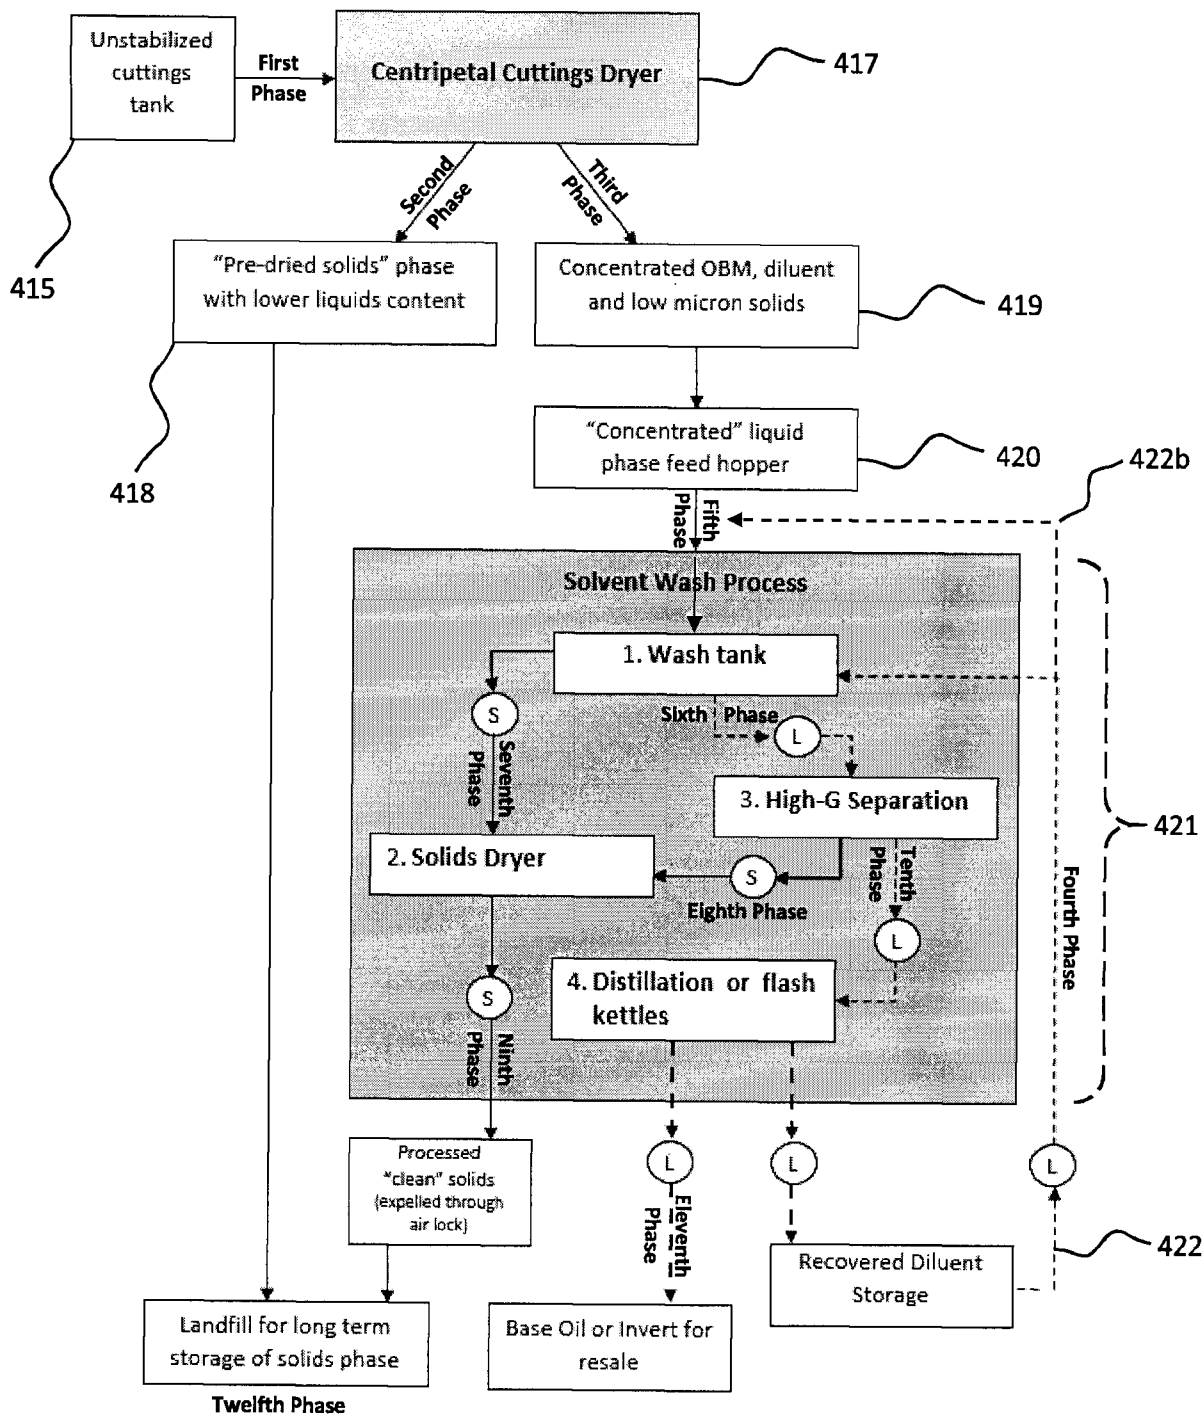 Unstabilized
cuttings
tank
First
Phase
Centripetal Cuttings Dryer
417
415
Second
Phase
Third
Phase
“Pre-dried solids” phase
with lower liquids content
Concentrated OBM, diluent
and low micron solids
419
418
“Concentrated” liquid
phase feed hopper
420
422b
Fifth
Phase
Solvent Wash Process
1. Wash tank
S
Sixth Phase
L
Seventh
Phase
3. High-G Separation
421
2. Solids Dryer
S
Eighth Phase
Tenth
Phase
L
Fourth Phase
4. Distillation or flash
kettles
S
Ninth
Phase
Processed
“clean” solids
(expelled through
air lock)
L
Eleventh
Phase
L
L
422
Recovered Diluent
Storage
Landfill for long term
storage of solids phase
Twelfth Phase
Base Oil or Invert for
resale